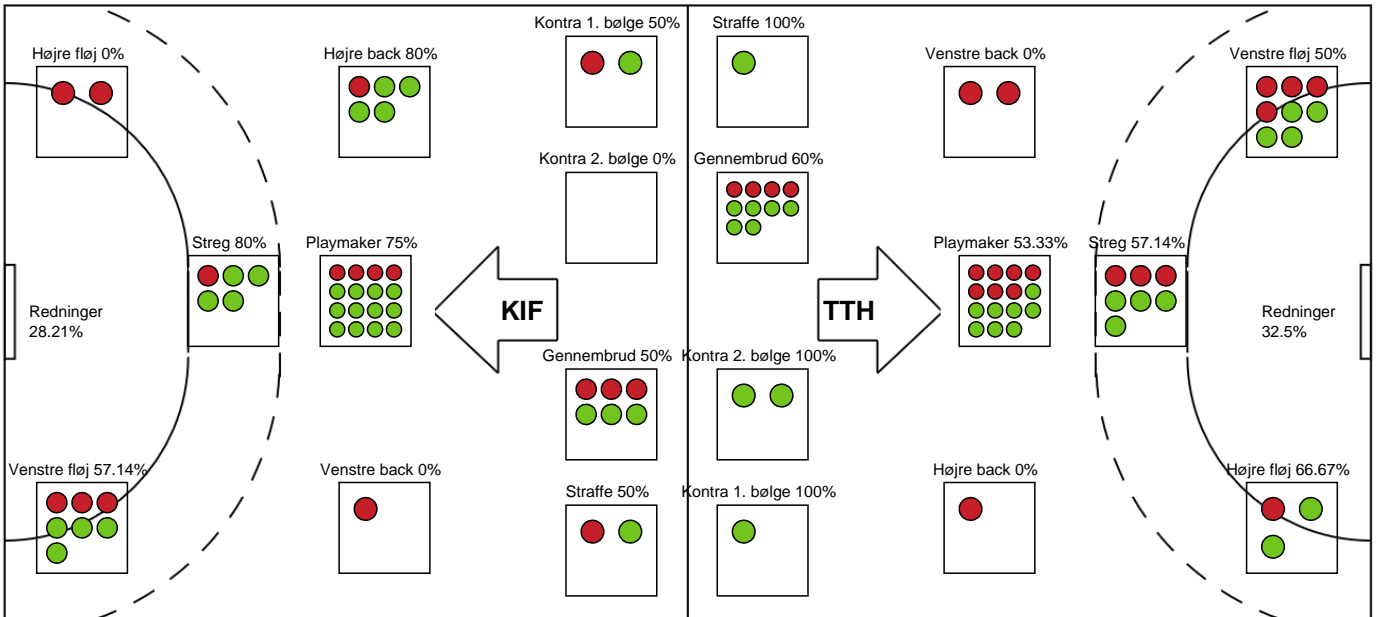 Kontra 1. bølge 50%
Straffe 100%
Højre fløj 0%
Højre back 80%
Venstre back 0%
Venstre fløj 50%
Kontra 2. bølge 0%
Gennembrud 60%
Streg 80%
Playmaker 75%
Playmaker 53.33%
Streg 57.14%
Redninger
28.21%
KIF
TTH
Redninger
32.5%
Gennembrud 50%
Kontra 2. bølge 100%
Venstre fløj 57.14%
Venstre back 0%
Højre back 0%
Højre fløj 66.67%
Straffe 50%
Kontra 1. bølge 100%